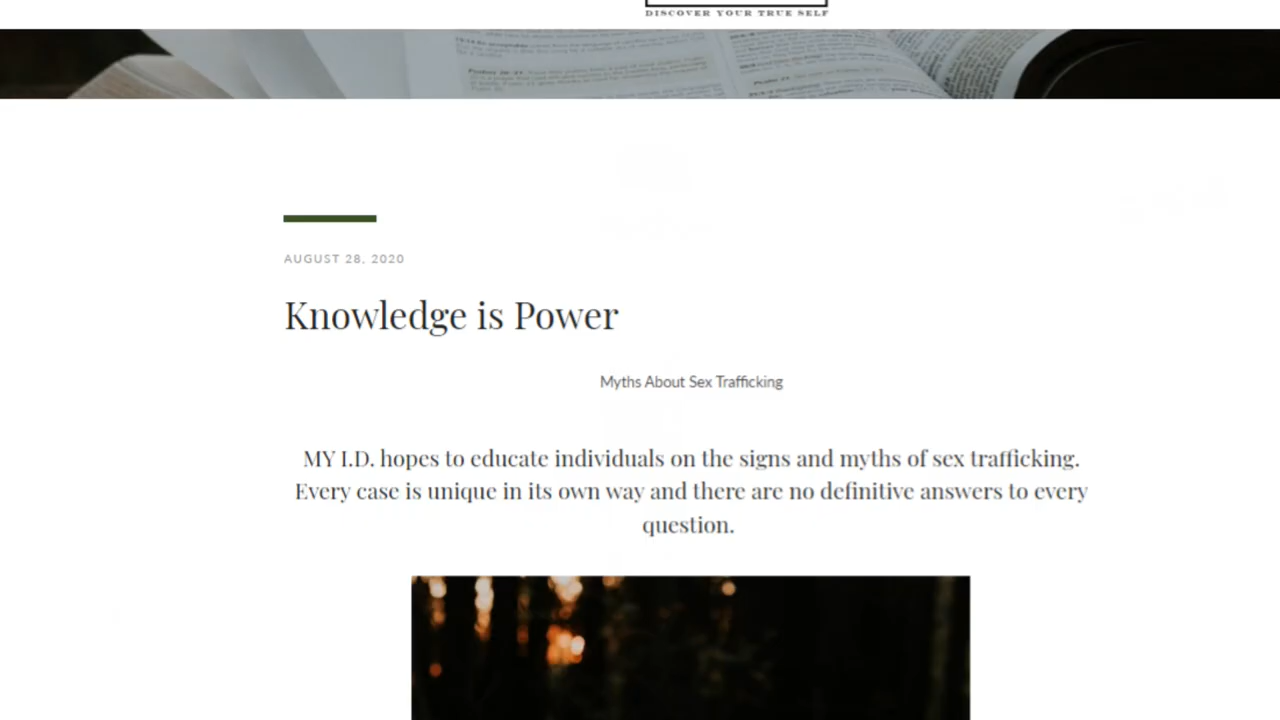 DISCOVER YOUR TRUE SELF
AUGUST 28, 2020
Knowledge is Power
Myths About Sex Trafficking
MY I.D. hopes to educate individuals on the signs and myths of sex trafficking.
Every case is unique in its own way and there are no definitive answers to every
question.